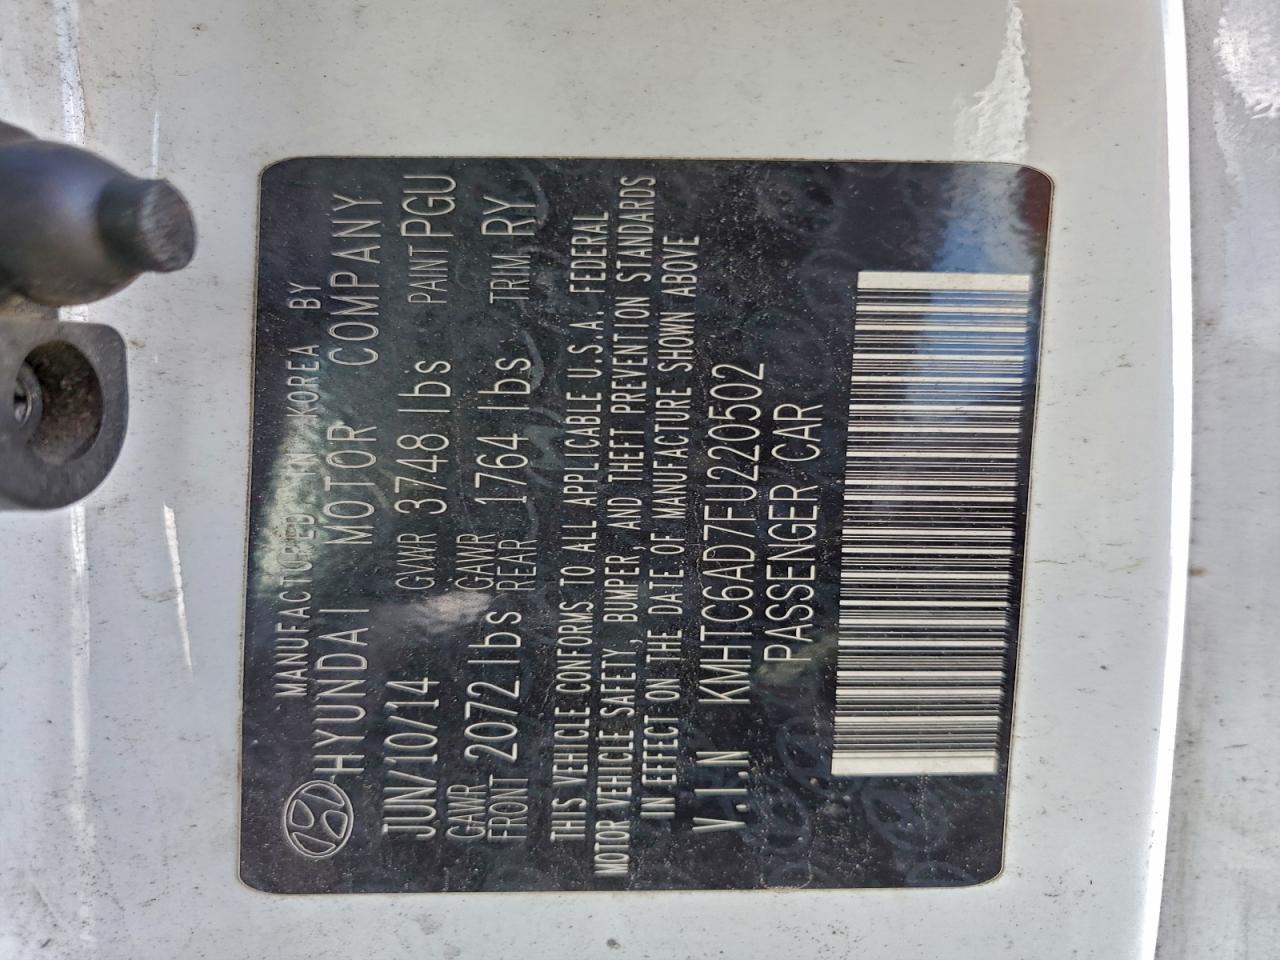 MANUFACTURED IN KOREA BY
HYUNDAI MOTOR COMPANY
JUN/10/14 GVWR 3748 lbs PAINT PGU
GAWR FRONT 2072 lbs GAWR REAR 1764 lbs TRIM RY
THIS VEHICLE CONFORMS TO ALL APPLICABLE U.S.A. FEDERAL
MOTOR VEHICLE SAFETY, BUMPER, AND THEFT PREVENTION STANDARDS
IN EFFECT ON THE DATE OF MANUFACTURE SHOWN ABOVE
V.I.N KMHTC6AD7FU220502
PASSENGER CAR